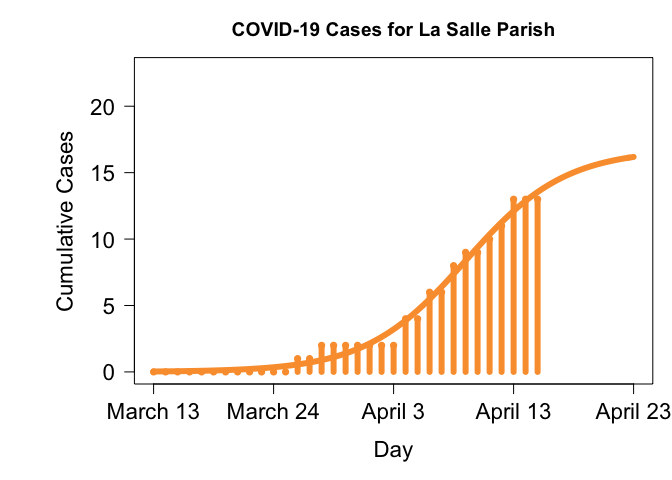 COVID-19 Cases for La Salle Parish
20
15
10
5
0
Cumulative Cases
March 13 March 24 April 3 April 13 April 23
Day